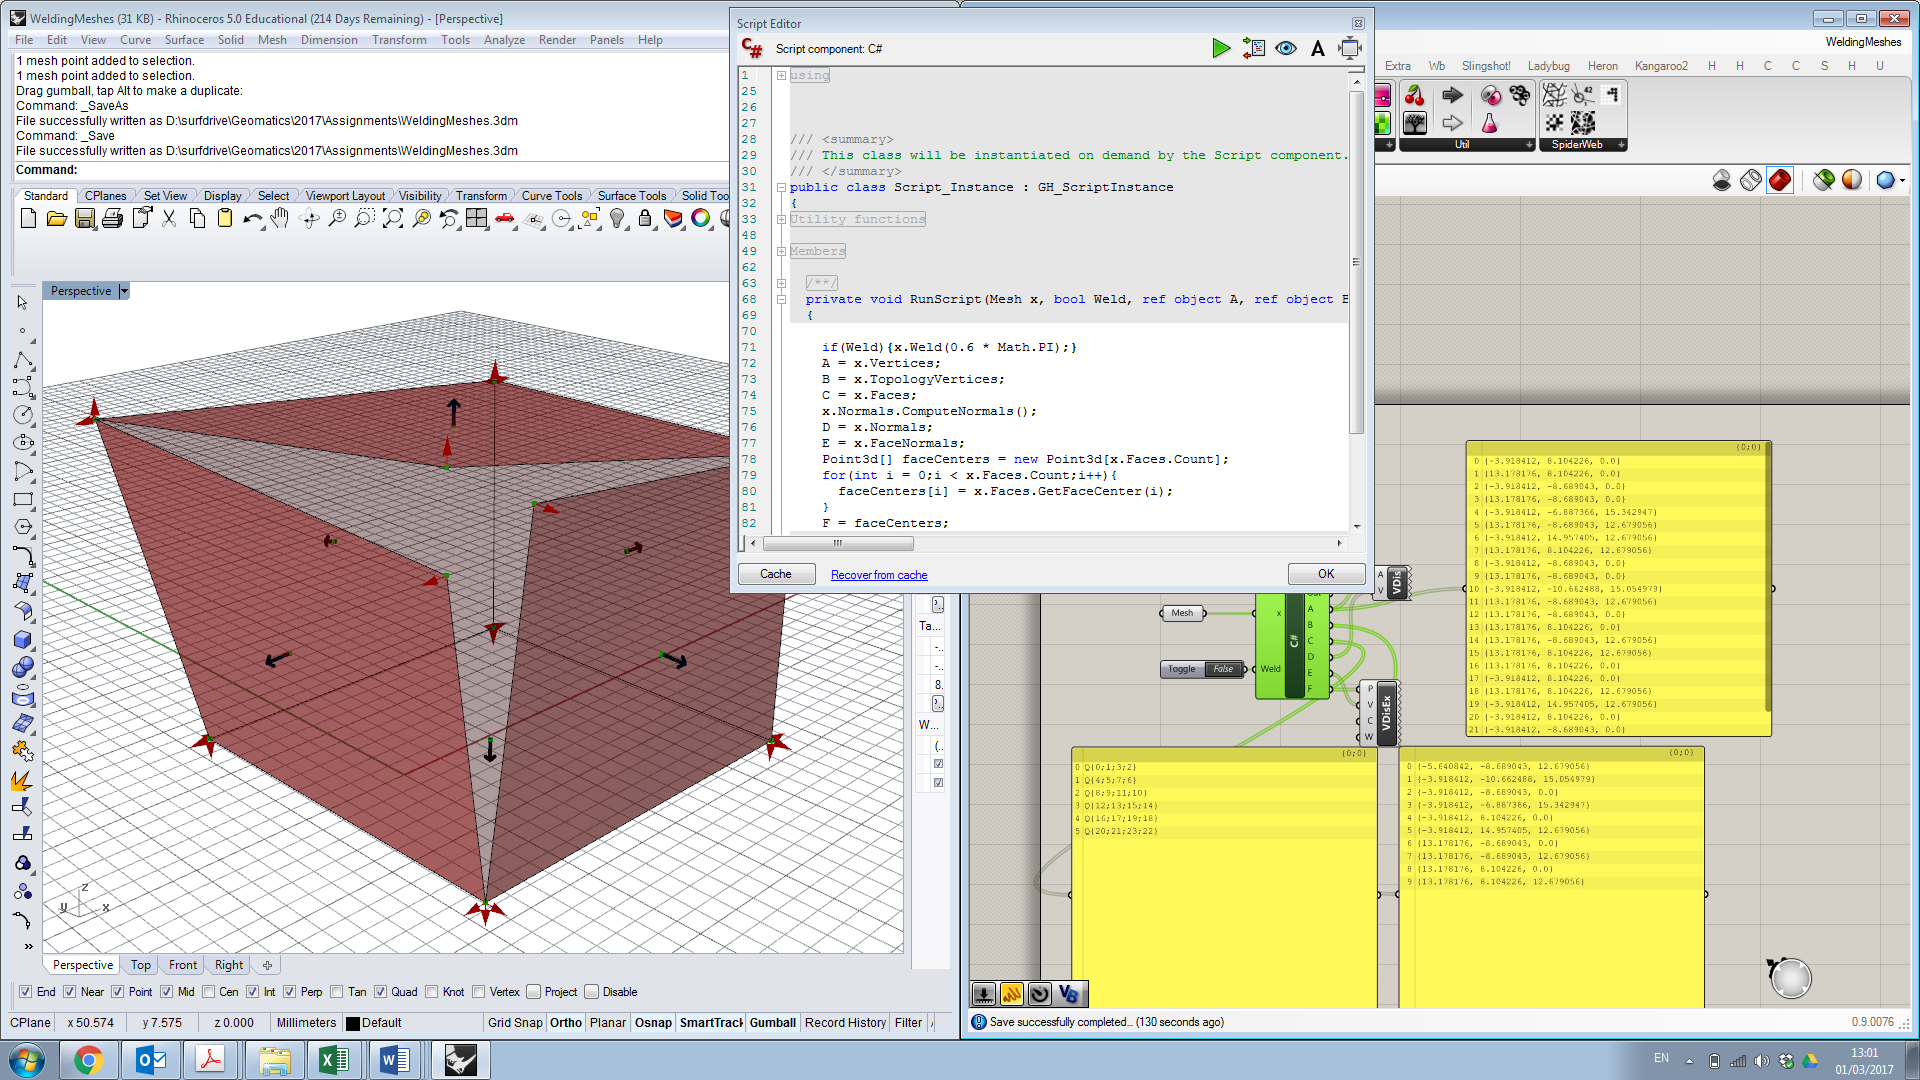 WeldingMeshes (31 KB) - Rhinoceros 5.0 Educational (214 Days Remaining) - [Perspective]
File Edit View Curve Surface Solid Mesh Dimension Transform Tools Analyze Render Panels Help
1 mesh point added to selection.
1 mesh point added to selection.
Drag gumball, tap Alt to make a duplicate:
Command: _SaveAs
File successfully written as D:\surfdrive\Geomatics\2017\Assignments\WeldingMeshes.3dm
Command: _Save
File successfully written as D:\surfdrive\Geomatics\2017\Assignments\WeldingMeshes.3dm
Command:
Standard CPlanes Set View Display Select Viewport Layout Visibility Transform Curve Tools Surface Tools Solid Too
Perspective
z
y x
Perspective Top Front Right
End Near Point Mid Cen Int Perp Tan Quad Knot Vertex Project Disable
CPlane x 50.574 y 7.575 z 0.000 Millimeters Default Grid Snap Ortho Planar Osnap SmartTrack Gumball Record History Filter
Ta...
8.
W...
Script Editor
C# Script component: C#
A
1 using
25
26
27
28 /// <summary>
29 /// This class will be instantiated on demand by the Script component.
30 /// </summary>
31 public class Script_Instance : GH_ScriptInstance
32 {
33 Utility functions
48
49 Members
62
63 /**/
68 private void RunScript(Mesh x, bool Weld, ref object A, ref object B
69 {
70
71 if(Weld){x.Weld(0.6 * Math.PI);}
72 A = x.Vertices;
73 B = x.TopologyVertices;
74 C = x.Faces;
75 x.Normals.ComputeNormals();
76 D = x.Normals;
77 E = x.FaceNormals;
78 Point3d[] faceCenters = new Point3d[x.Faces.Count];
79 for(int i = 0;i < x.Faces.Count;i++){
80 faceCenters[i] = x.Faces.GetFaceCenter(i);
81 }
82 F = faceCenters;
Cache Recover from cache OK
WeldingMeshes
Extra Wb Slingshot! Ladybug Heron Kangaroo2 H H C C S H U
42
Util SpiderWeb
Mesh
Toggle False
x
Weld
C#
out
A
B
C
D
E
F
A
V
VDis
P
V
C
W
VDisEx
{0;0}
0 {-3.918412, 8.104226, 0.0}
1 {13.178176, 8.104226, 0.0}
2 {-3.918412, -8.689043, 0.0}
3 {13.178176, -8.689043, 0.0}
4 {-3.918412, -6.887366, 15.342947}
5 {13.178176, -8.689043, 12.679056}
6 {-3.918412, 14.957405, 12.679056}
7 {13.178176, 8.104226, 12.679056}
8 {-3.918412, -8.689043, 0.0}
9 {13.178176, -8.689043, 0.0}
10 {-3.918412, -10.662488, 15.054979}
11 {13.178176, -8.689043, 12.679056}
12 {13.178176, -8.689043, 0.0}
13 {13.178176, 8.104226, 0.0}
14 {13.178176, -8.689043, 12.679056}
15 {13.178176, 8.104226, 12.679056}
16 {13.178176, 8.104226, 0.0}
17 {-3.918412, 8.104226, 0.0}
18 {13.178176, 8.104226, 12.679056}
19 {-3.918412, 14.957405, 12.679056}
20 {-3.918412, 8.104226, 0.0}
21 {-3.918412, -8.689043, 0.0}
{0;0}
0 Q{0;1;3;2}
1 Q{4;5;7;6}
2 Q{8;9;11;10}
3 Q{12;13;15;14}
4 Q{16;17;19;18}
5 Q{20;21;23;22}
{0;0}
0 {-5.640842, -8.689043, 12.679056}
1 {-3.918412, -10.662488, 15.054979}
2 {-3.918412, -8.689043, 0.0}
3 {-3.918412, -6.887366, 15.342947}
4 {-3.918412, 8.104226, 0.0}
5 {-3.918412, 14.957405, 12.679056}
6 {13.178176, -8.689043, 0.0}
7 {13.178176, -8.689043, 12.679056}
8 {13.178176, 8.104226, 0.0}
9 {13.178176, 8.104226, 12.679056}
VB
Save successfully completed... (130 seconds ago) 0.9.0076
EN
13:01
01/03/2017